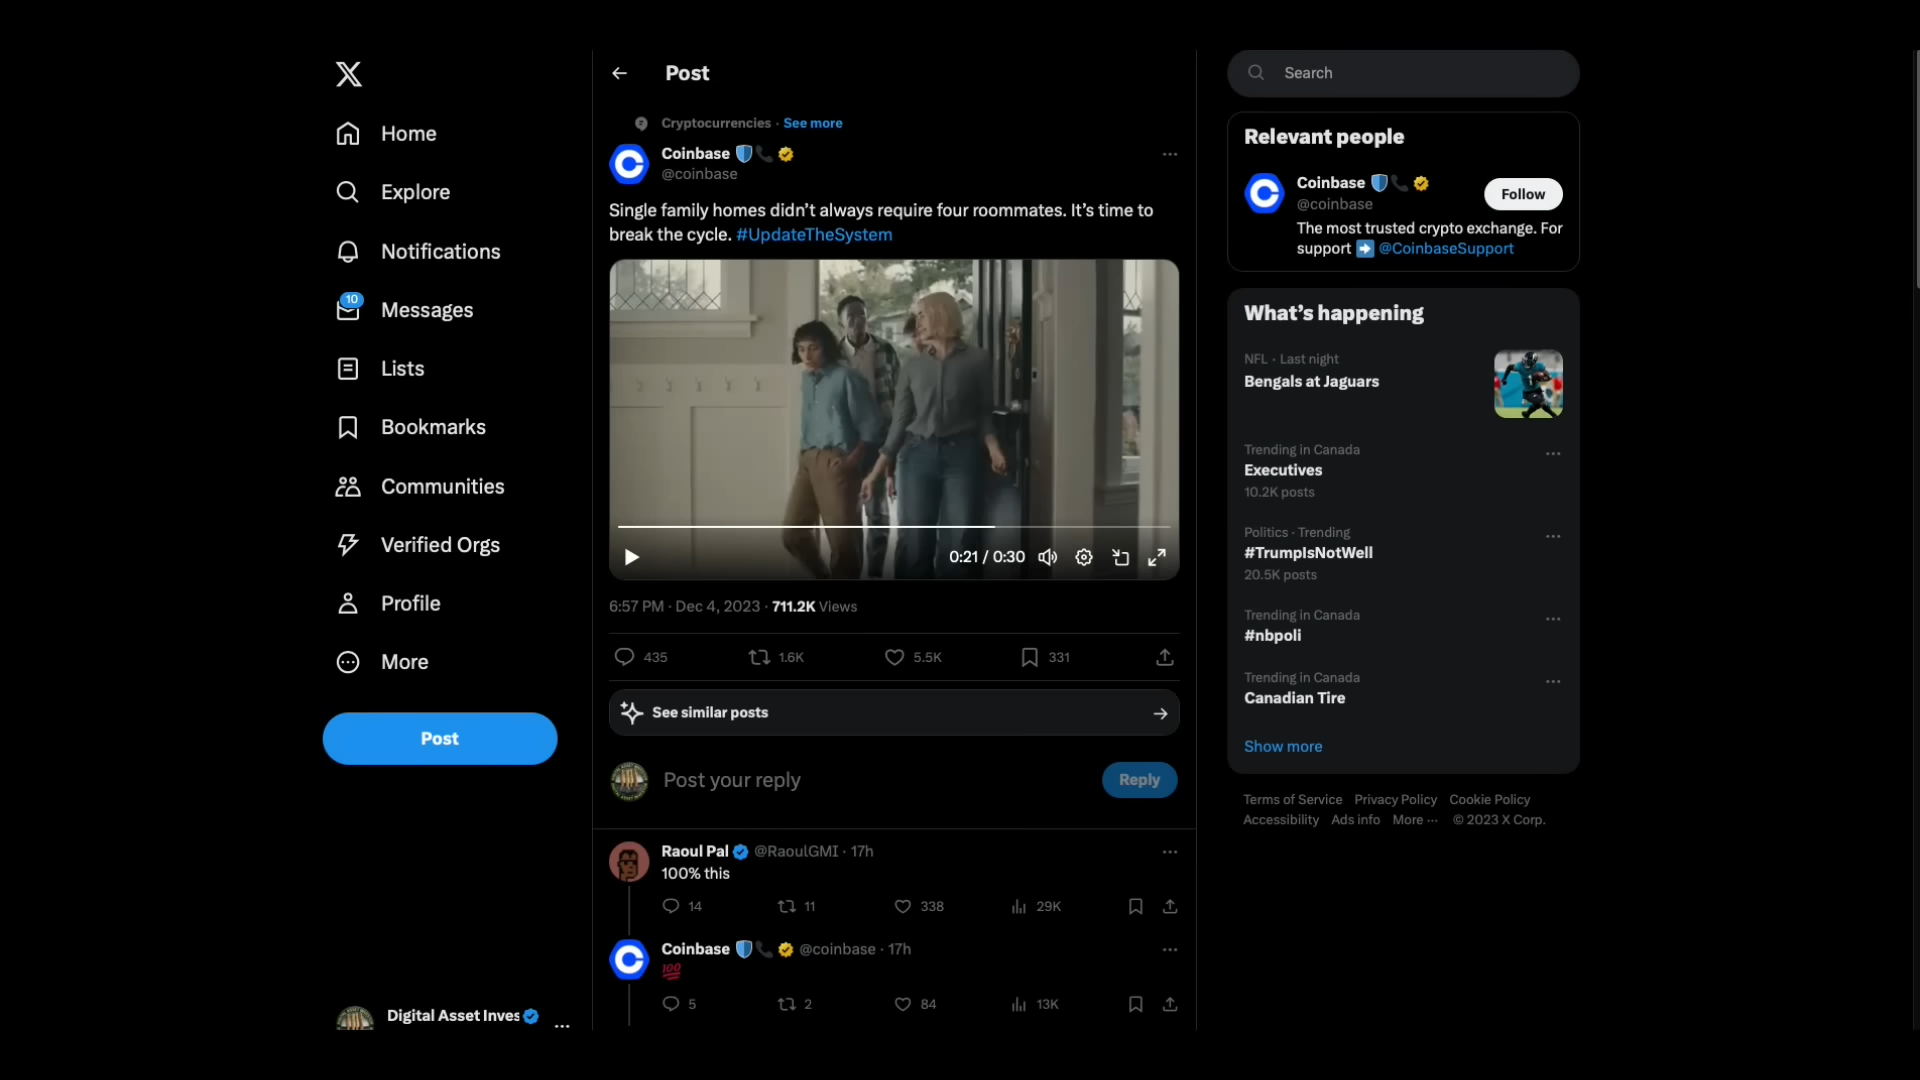 Home
Explore
Notifications
10
Messages
Lists
Bookmarks
Communities
Verified Orgs
Profile
More
Post
Digital Asset Inves
Post
Cryptocurrencies · See more
Coinbase
@coinbase
Single family homes didn’t always require four roommates. It’s time to
break the cycle. #UpdateTheSystem
0:21 / 0:30
6:57 PM · Dec 4, 2023 · 711.2K Views
435 1.6K 5.5K 331
See similar posts
Post your reply
Reply
Raoul Pal @RaoulGMI · 17h
100% this
14 11 338 29K
Coinbase @coinbase · 17h
💯
5 2 84 13K
Search
Relevant people
Coinbase
@coinbase
Follow
The most trusted crypto exchange. For
support ➡️ @CoinbaseSupport
What’s happening
NFL · Last night
Bengals at Jaguars
Trending in Canada
Executives
10.2K posts
Politics · Trending
#TrumpIsNotWell
20.5K posts
Trending in Canada
#nbpoli
Trending in Canada
Canadian Tire
Show more
Terms of Service Privacy Policy Cookie Policy
Accessibility Ads info More ··· © 2023 X Corp.